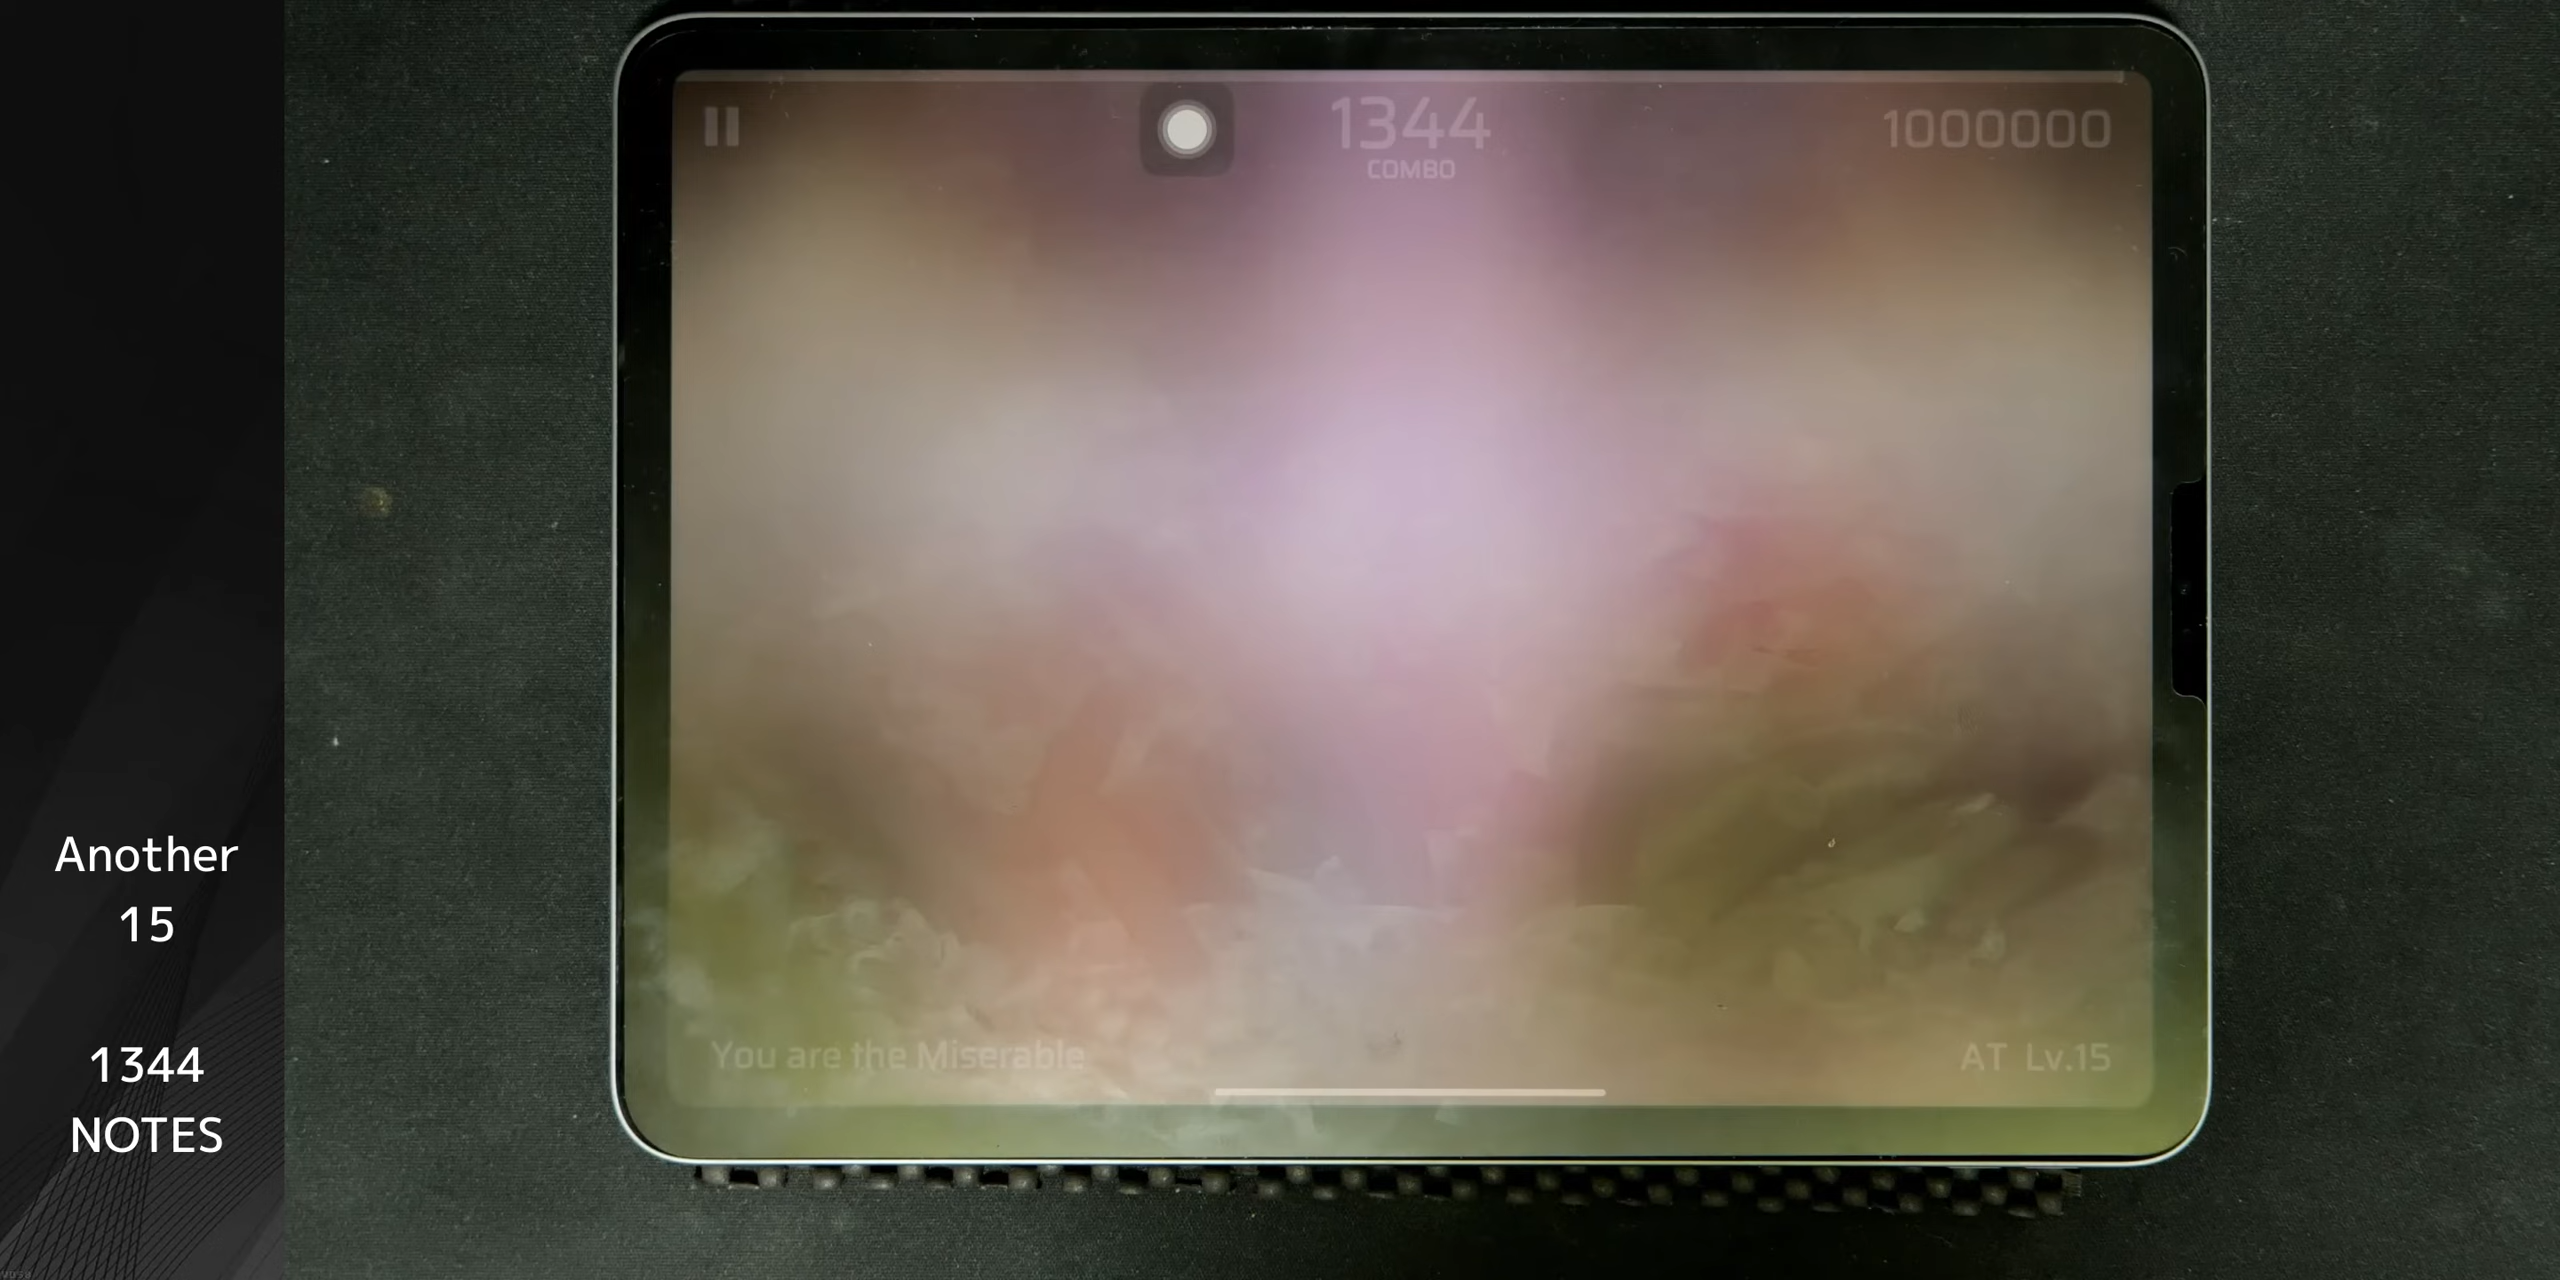 Another
15
1344
NOTES
1344
COMBO
1000000
You are the Miserable
AT Lv.15